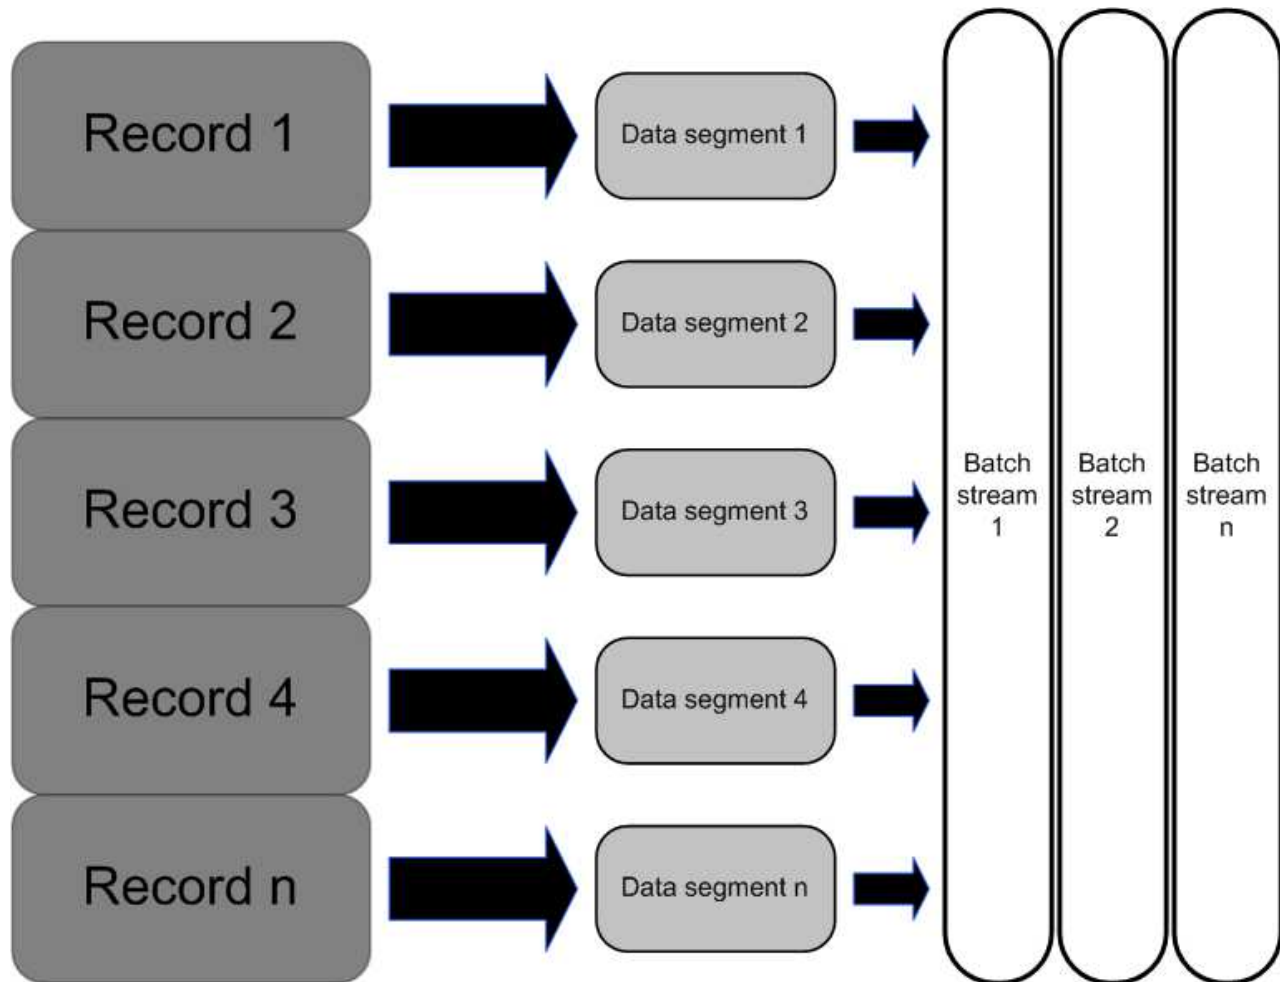 Record 1
Data segment 1
Record 2
Data segment 2
Record 3
Data segment 3
Record 4
Data segment 4
Record n
Data segment n
Batch
stream
1
Batch
stream
2
Batch
stream
n